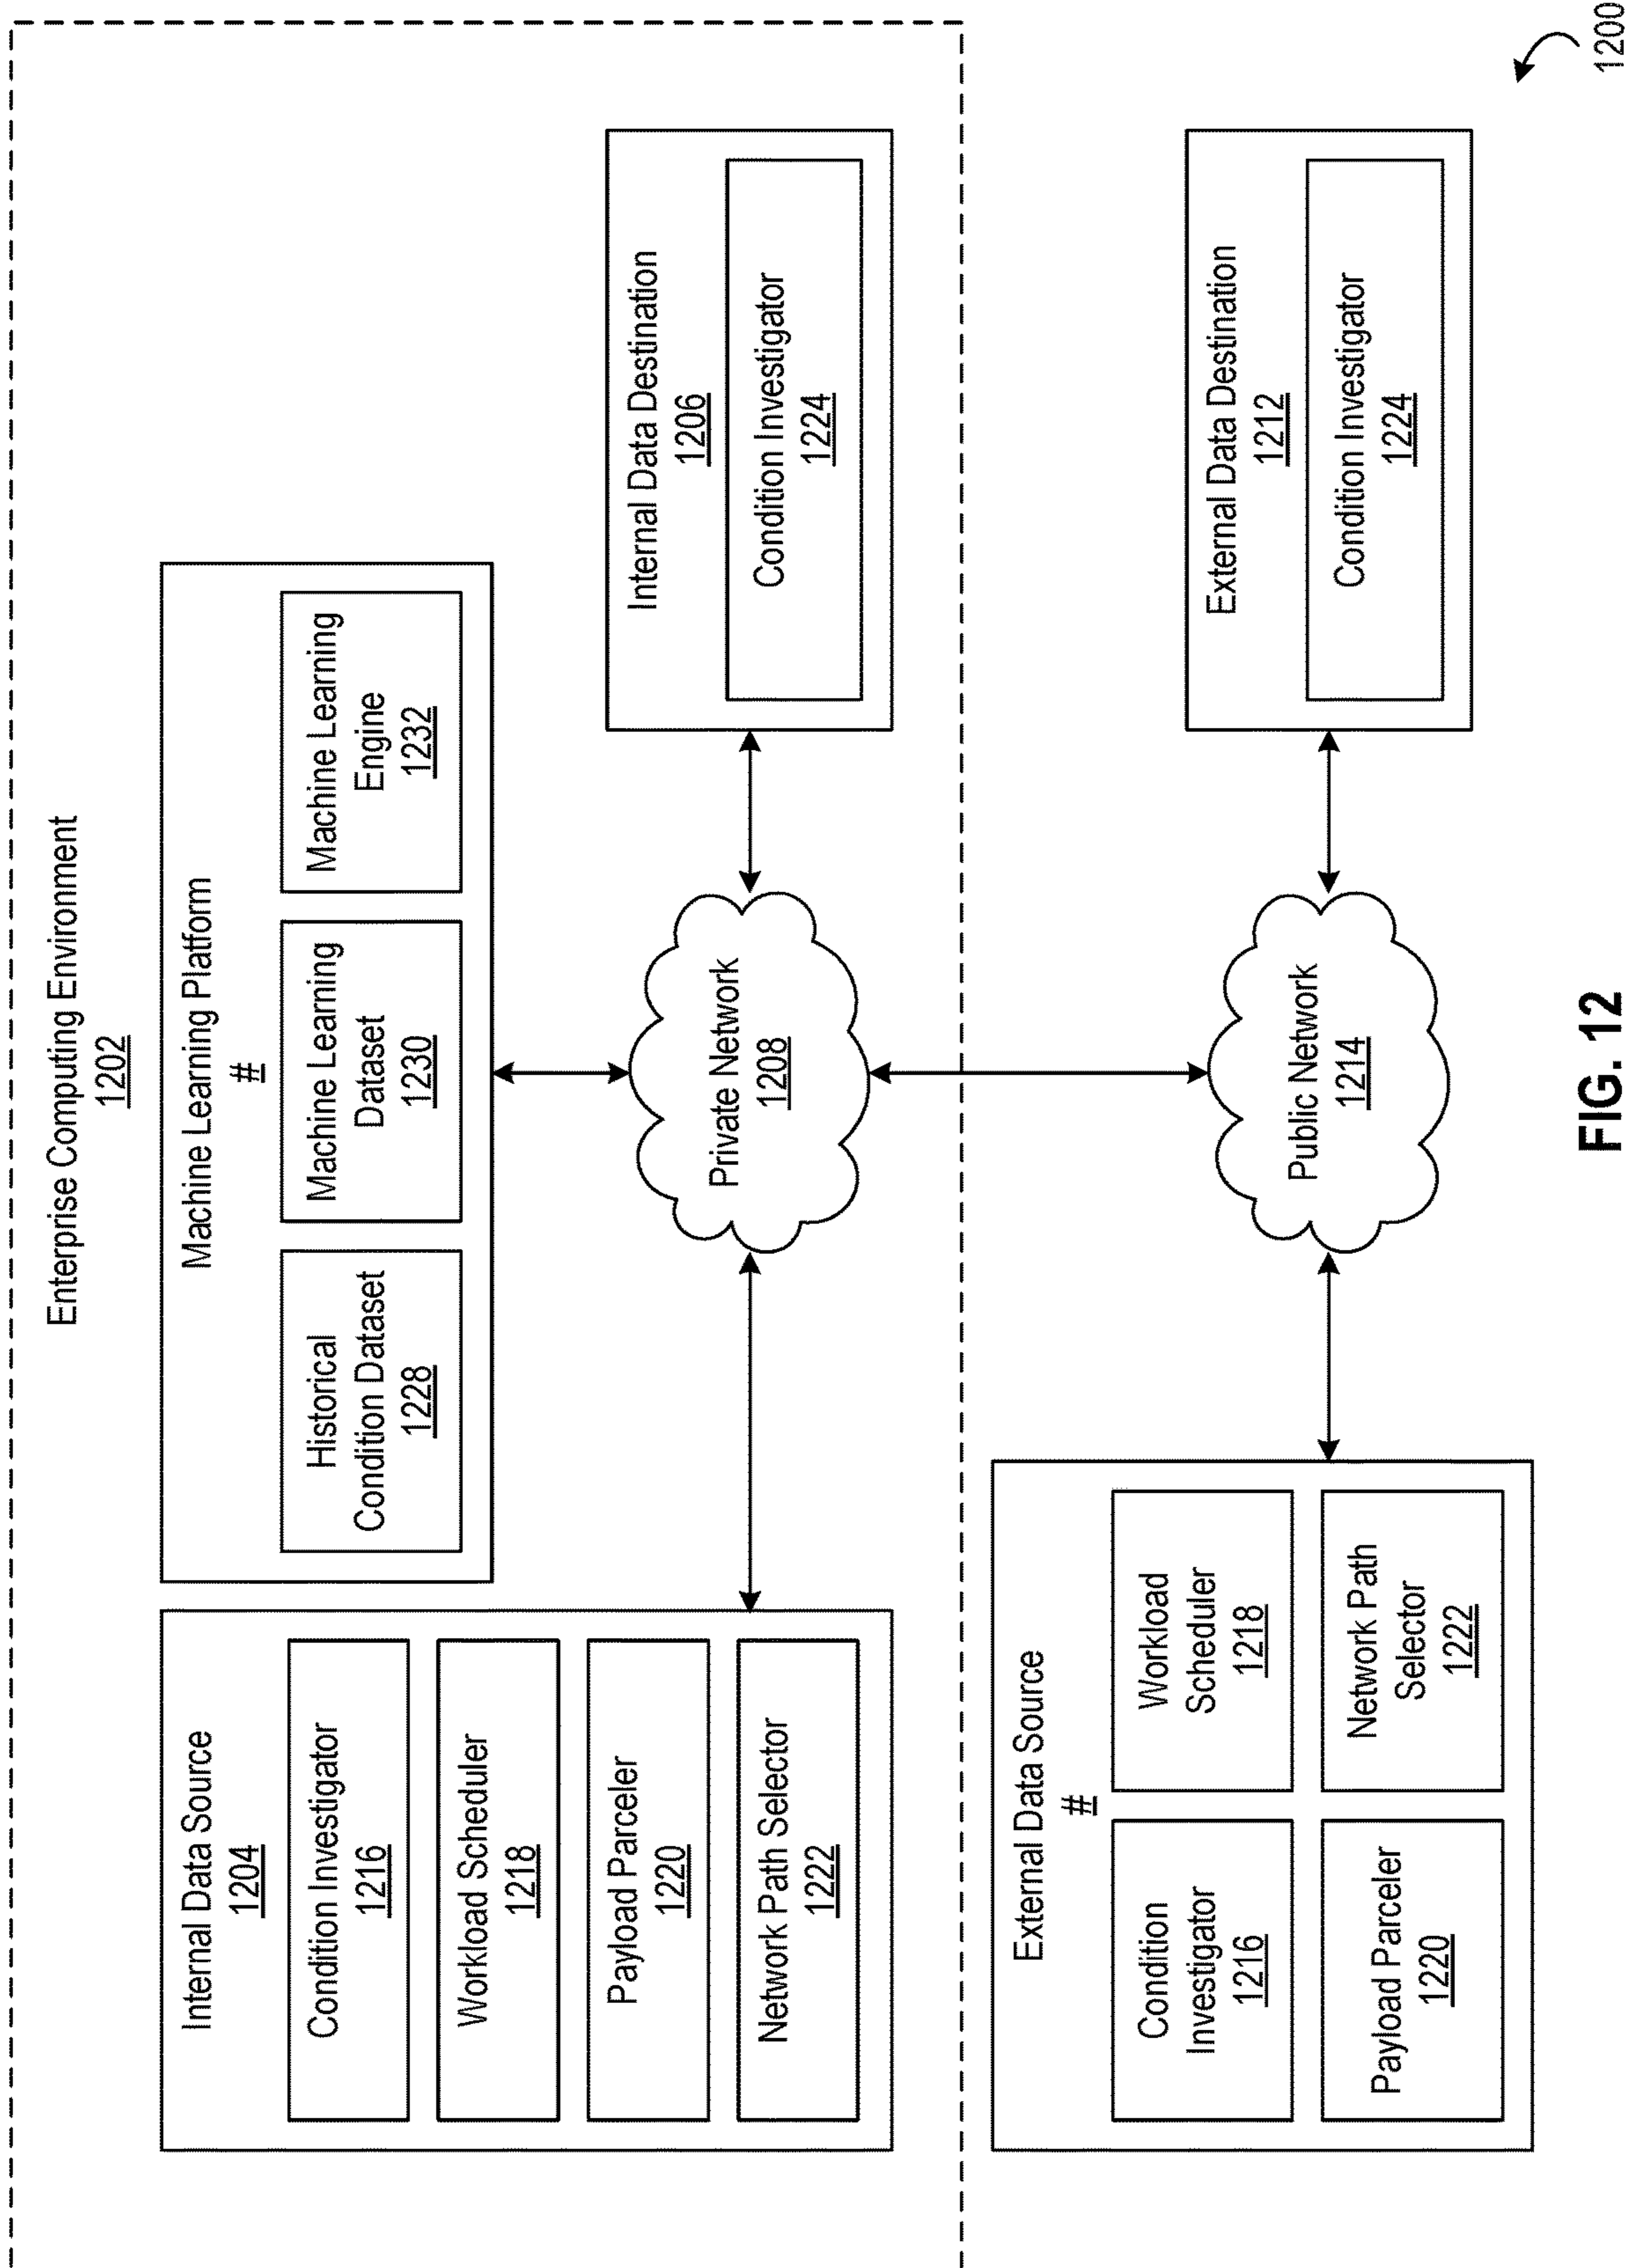 Enterprise Computing Environment
1202
Internal Data Source
1204
Condition Investigator
1216
Workload Scheduler
1218
Payload Parceler
1220
Network Path Selector
1222
Machine Learning Platform
#
Historical
Condition Dataset
1228
Machine Learning
Dataset
1230
Machine Learning
Engine
1232
Private Network
1208
Internal Data Destination
1206
Condition Investigator
1224
External Data Source
#
Condition
Investigator
1216
Workload
Scheduler
1218
Payload Parceler
1220
Network Path
Selector
1222
Public Network
1214
External Data Destination
1212
Condition Investigator
1224
1200
FIG. 12